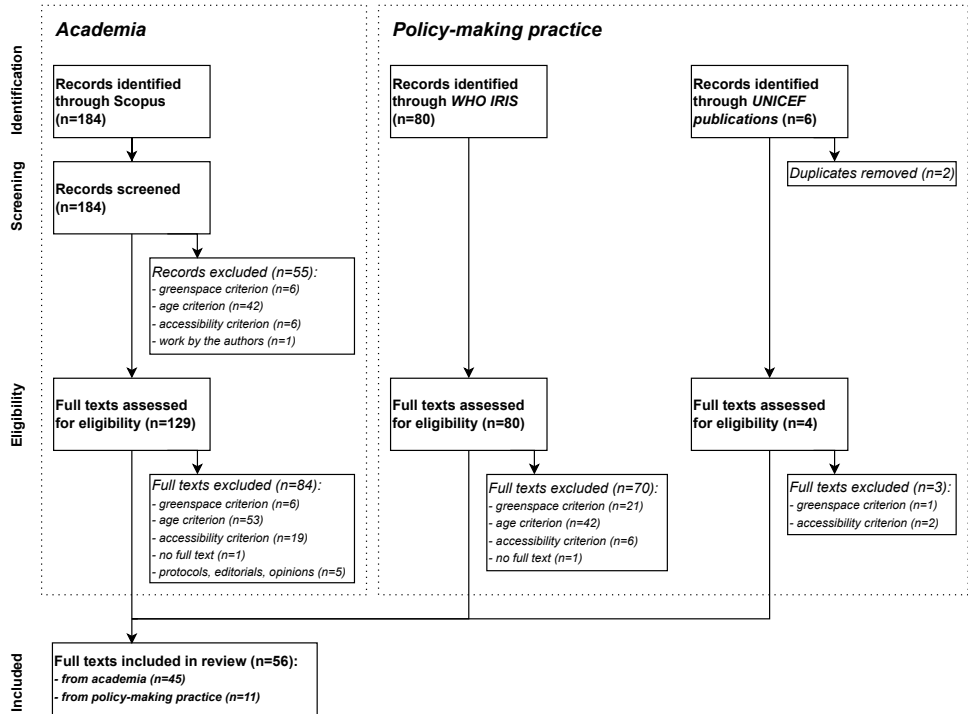 Academia
Policy-making practice
Identification
Records identified
through Scopus
(n=184)
Records identified
through WHO IRIS
(n=80)
Records identified
through UNICEF
publications (n=6)
Duplicates removed (n=2)
Screening
Records screened
(n=184)
Records excluded (n=55):
- greenspace criterion (n=6)
- age criterion (n=42)
- accessibility criterion (n=6)
- work by the authors (n=1)
Eligibility
Full texts assessed
for eligibility (n=129)
Full texts assessed
for eligibility (n=80)
Full texts assessed
for eligibility (n=4)
Full texts excluded (n=84):
- greenspace criterion (n=6)
- age criterion (n=53)
- accessibility criterion (n=19)
- no full text (n=1)
- protocols, editorials, opinions (n=5)
Full texts excluded (n=70):
- greenspace criterion (n=21)
- age criterion (n=42)
- accessibility criterion (n=6)
- no full text (n=1)
Full texts excluded (n=3):
- greenspace criterion (n=1)
- accessibility criterion (n=2)
Included
Full texts included in review (n=56):
- from academia (n=45)
- from policy-making practice (n=11)